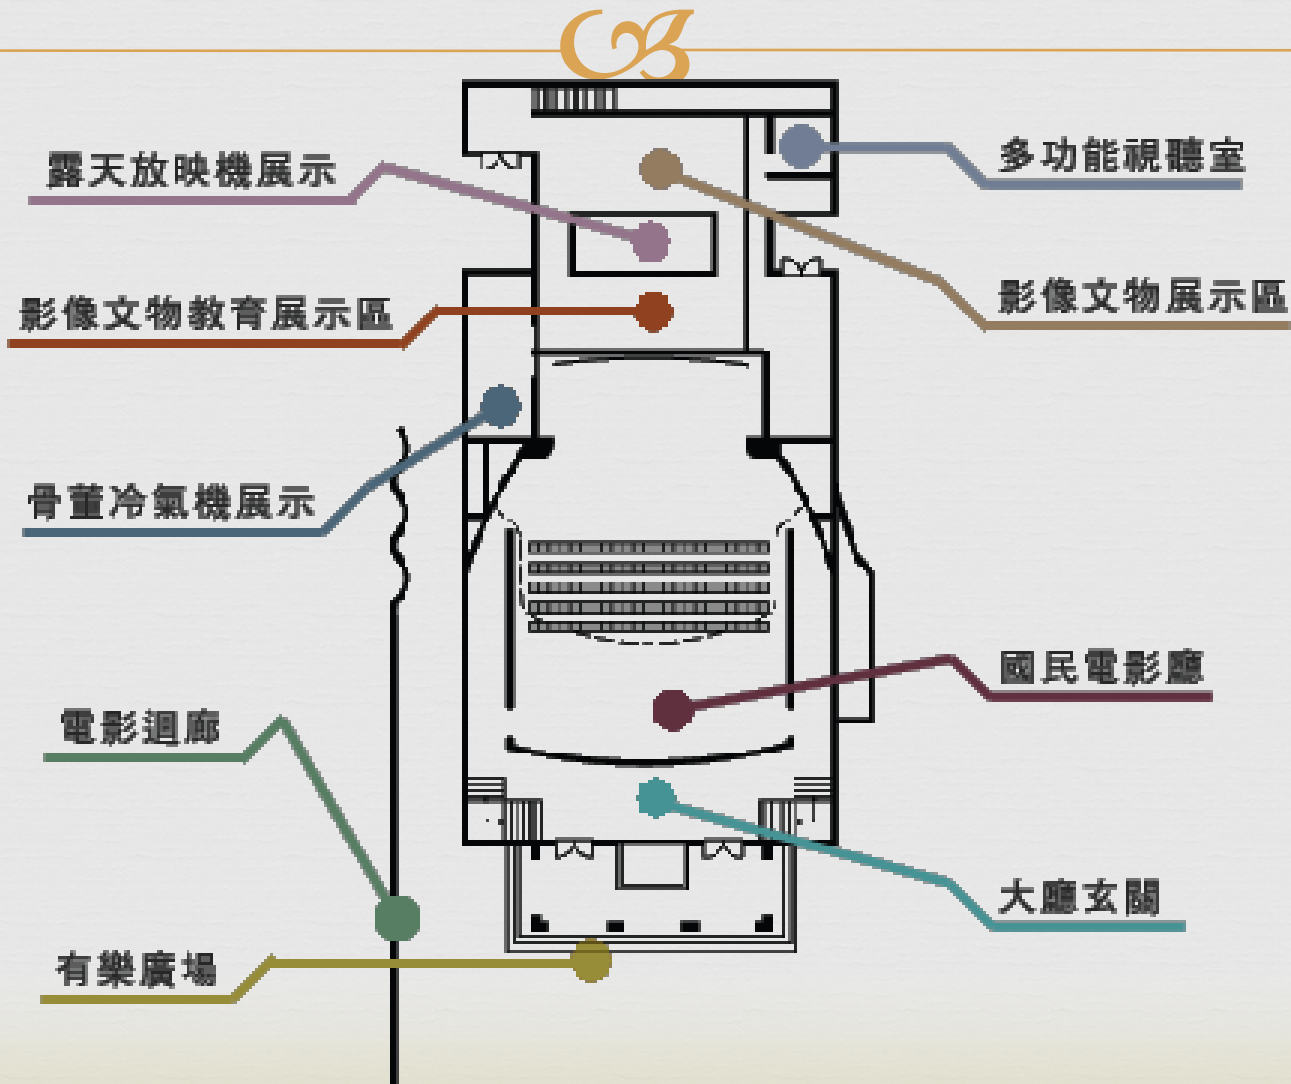 露天放映機展示
多功能視聽室
影像文物教育展示區
影像文物展示區
骨董冷氣機展示
國民電影廳
電影迴廊
大廳玄關
有樂廣場